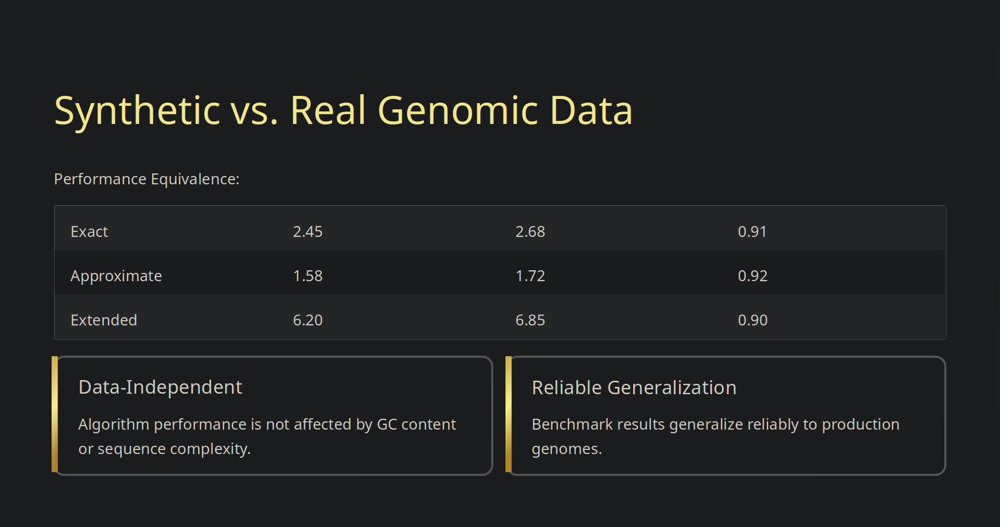 Synthetic vs. Real Genomic Data
Performance Equivalence:
Exact 2.45 2.68 0.91
Approximate 1.58 1.72 0.92
Extended 6.20 6.85 0.90
Data-Independent
Algorithm performance is not affected by GC content
or sequence complexity.
Reliable Generalization
Benchmark results generalize reliably to production
genomes.